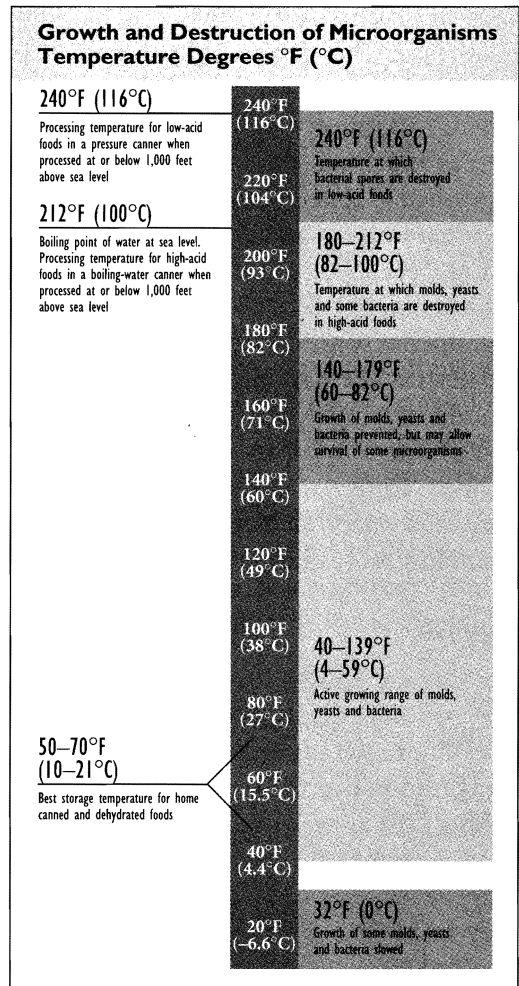 Growth and Destruction of Microorganisms
Temperature Degrees °F (°C)
240°F (116°C)
Processing temperature for low-acid
foods in a pressure canner when
processed at or below 1,000 feet
above sea level
212°F (100°C)
Boiling point of water at sea level.
Processing temperature for high-acid
foods in a boiling-water canner when
processed at or below 1,000 feet
above sea level
50–70°F
(10–21°C)
Best storage temperature for home
canned and dehydrated foods
240°F
(116°C)
220°F
(104°C)
200°F
(93°C)
180°F
(82°C)
160°F
(71°C)
140°F
(60°C)
120°F
(49°C)
100°F
(38°C)
80°F
(27°C)
60°F
(15.5°C)
40°F
(4.4°C)
20°F
(–6.6°C)
240°F (116°C)
Temperature at which
bacterial spores are destroyed
in low-acid foods
180–212°F
(82–100°C)
Temperature at which molds, yeasts
and some bacteria are destroyed
in high-acid foods
140–179°F
(60–82°C)
Growth of molds, yeasts and
bacteria prevented, but may allow
survival of some microorganisms
40–139°F
(4–59°C)
Active growing range of molds,
yeasts and bacteria
32°F (0°C)
Growth of some molds, yeasts
and bacteria slowed